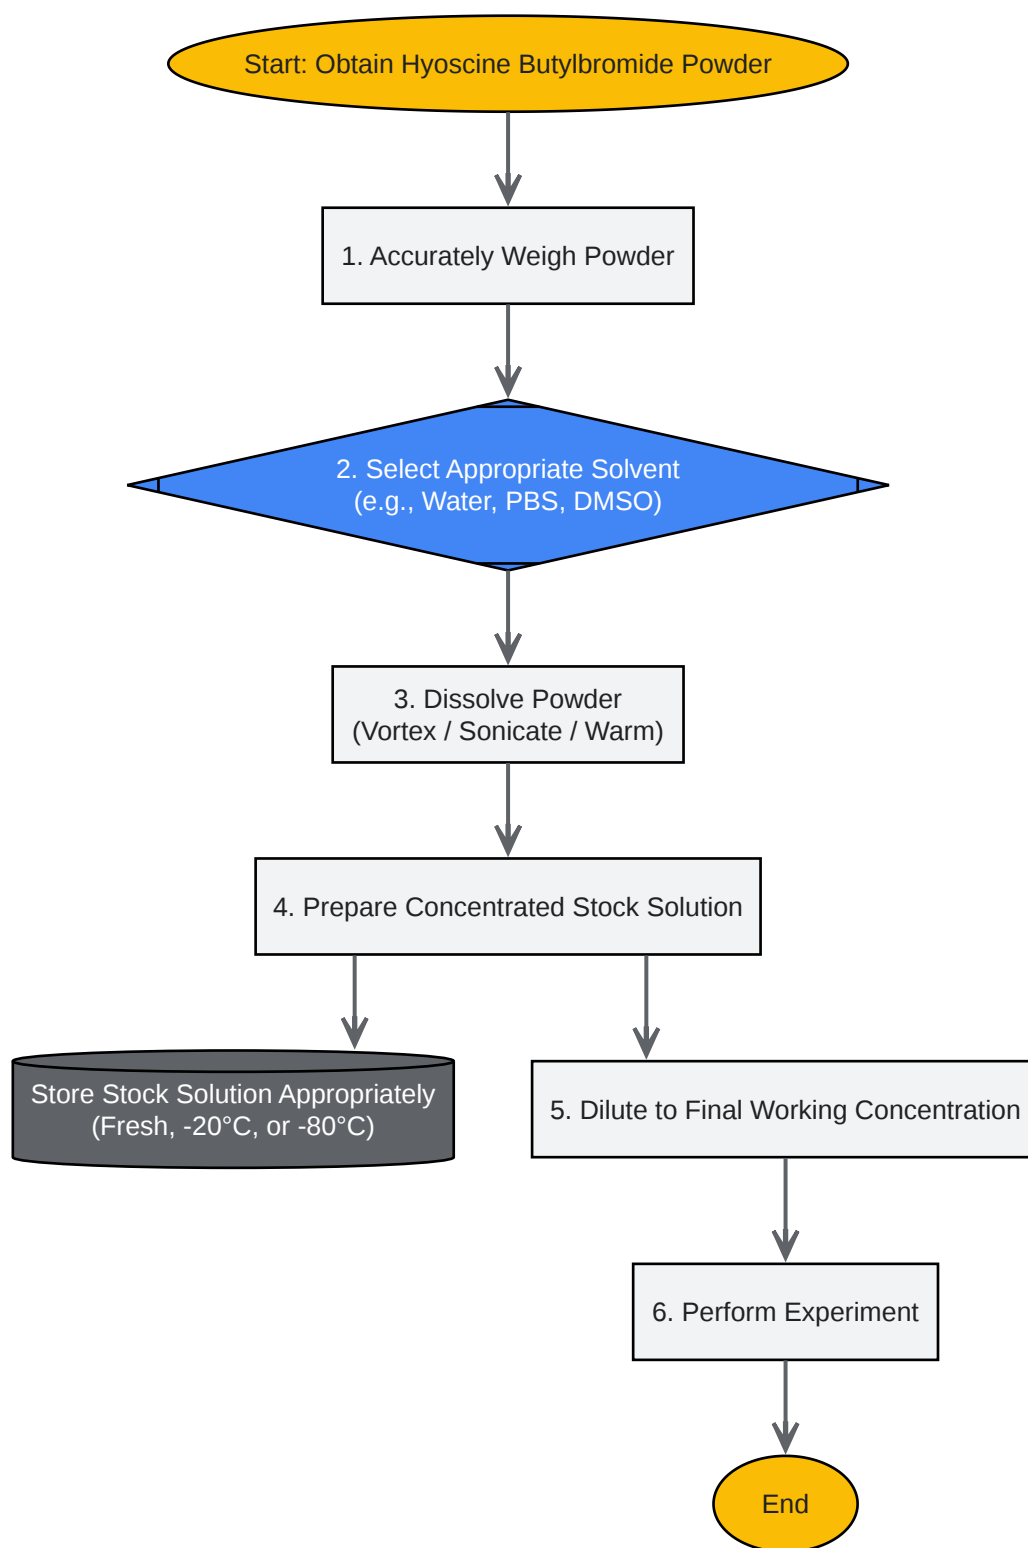 Start: Obtain Hyoscine Butylbromide Powder
1. Accurately Weigh Powder
2. Select Appropriate Solvent
(e.g., Water, PBS, DMSO)
3. Dissolve Powder
(Vortex / Sonicate / Warm)
4. Prepare Concentrated Stock Solution
Store Stock Solution Appropriately
(Fresh, -20°C, or -80°C)
5. Dilute to Final Working Concentration
6. Perform Experiment
End